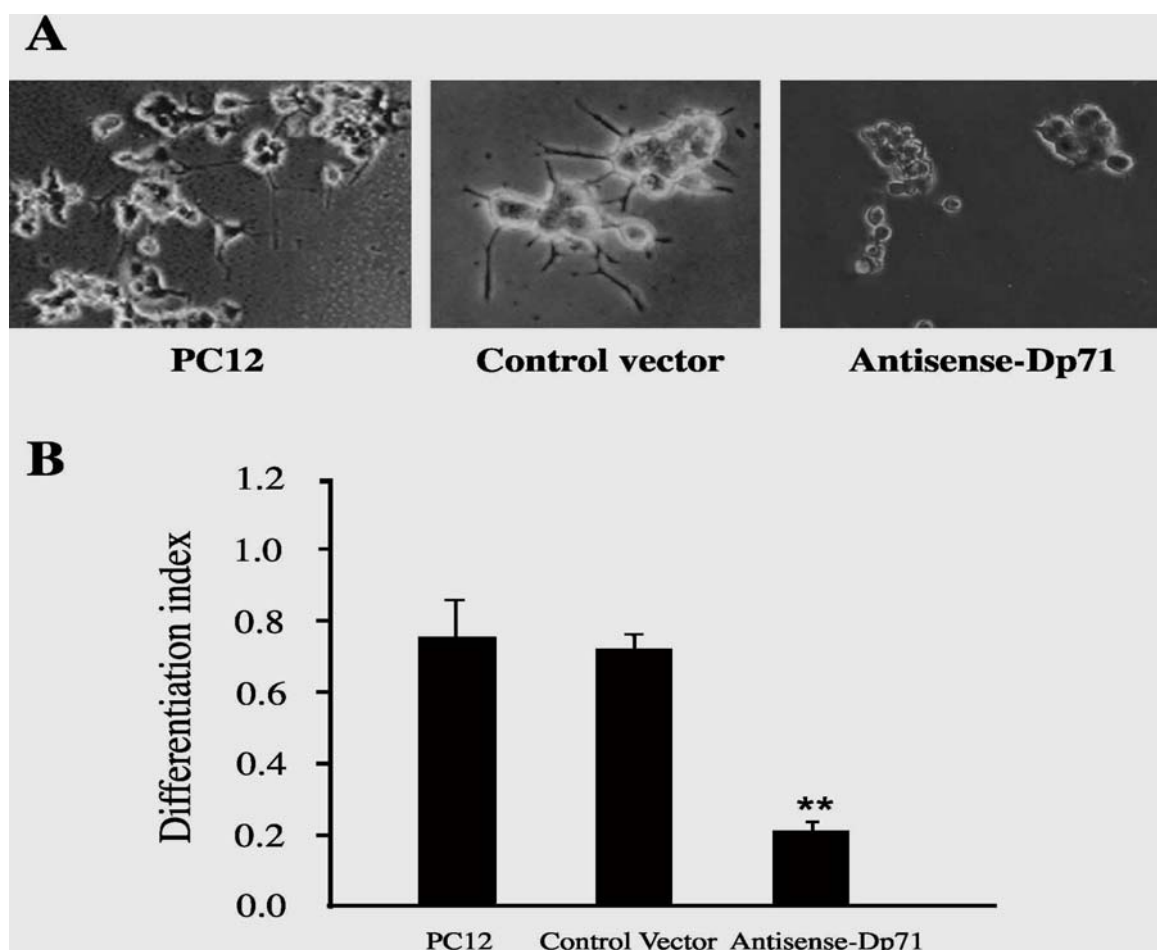 A
PC12
Control vector
Antisense-Dp71
B
Differentiation index
1.2
1.0
0.8
0.6
0.4
0.2
0.0
**
PC12 Control Vector Antisense-Dp71